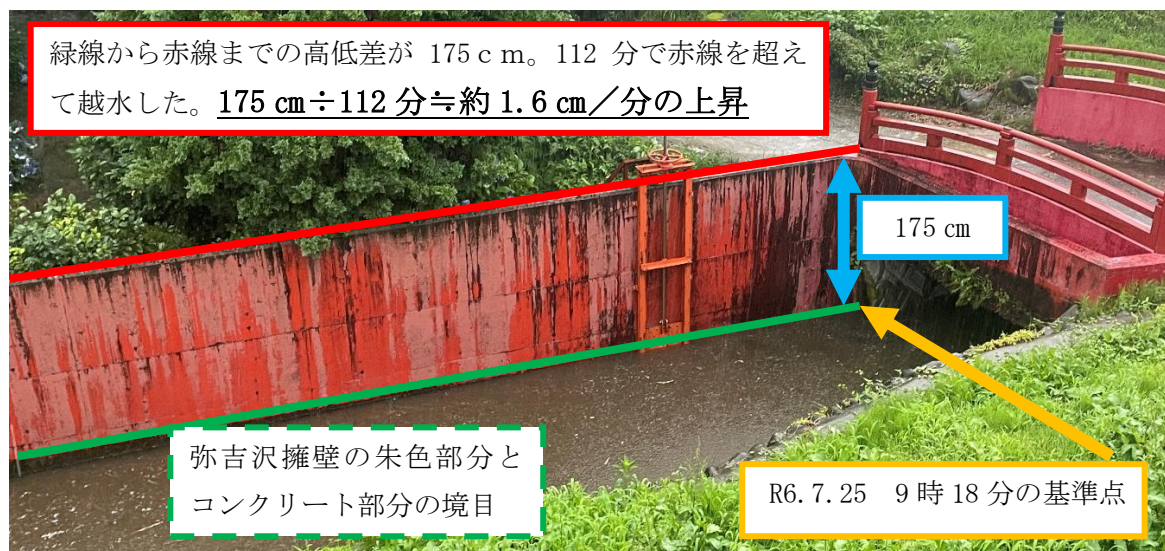 緑線から赤線までの高低差が 175ｃｍ。112 分で赤線を超え
て越水した。175 ㎝÷112 分≒約 1.6 ㎝／分の上昇
175 ㎝
弥吉沢擁壁の朱色部分と
コンクリート部分の境目
R6.7.25　9 時 18 分の基準点